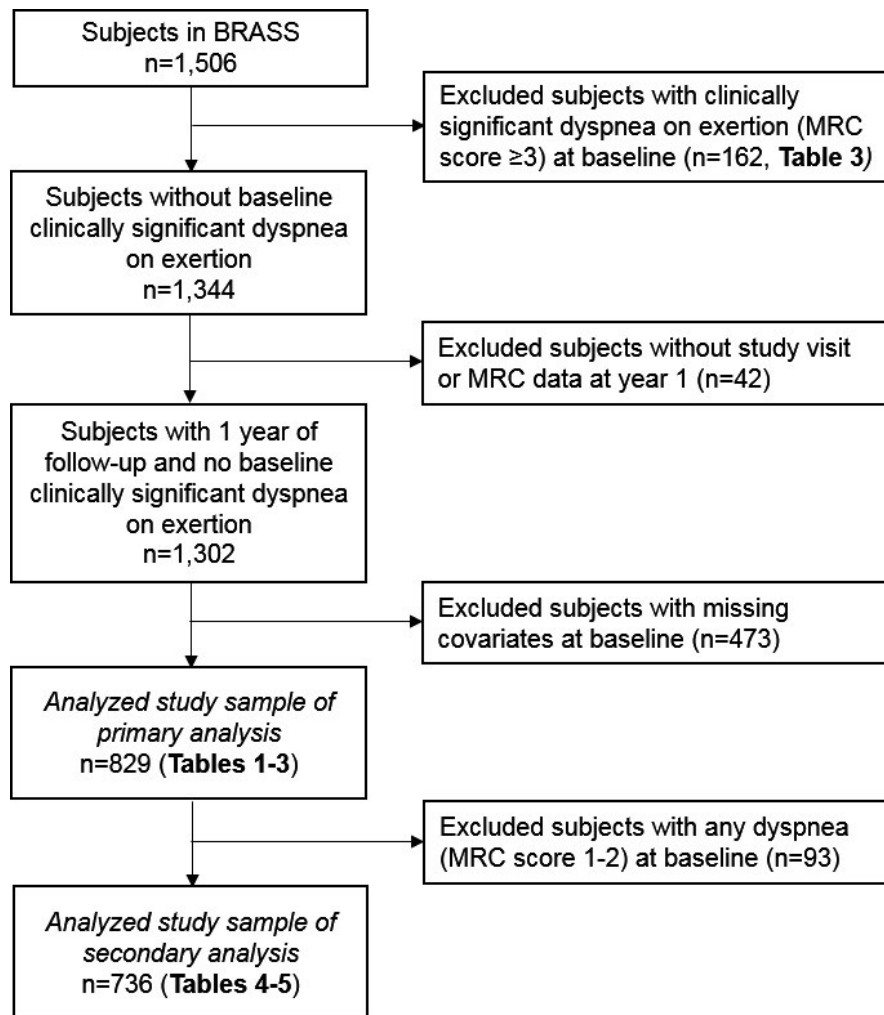 Subjects in BRASS
n=1,506
Excluded subjects with clinically
significant dyspnea on exertion (MRC
score ≥3) at baseline (n=162, Table 3)
Subjects without baseline
clinically significant dyspnea
on exertion
n=1,344
Excluded subjects without study visit
or MRC data at year 1 (n=42)
Subjects with 1 year of
follow-up and no baseline
clinically significant dyspnea
on exertion
n=1,302
Excluded subjects with missing
covariates at baseline (n=473)
Analyzed study sample of
primary analysis
n=829 (Tables 1-3)
Excluded subjects with any dyspnea
(MRC score 1-2) at baseline (n=93)
Analyzed study sample of
secondary analysis
n=736 (Tables 4-5)